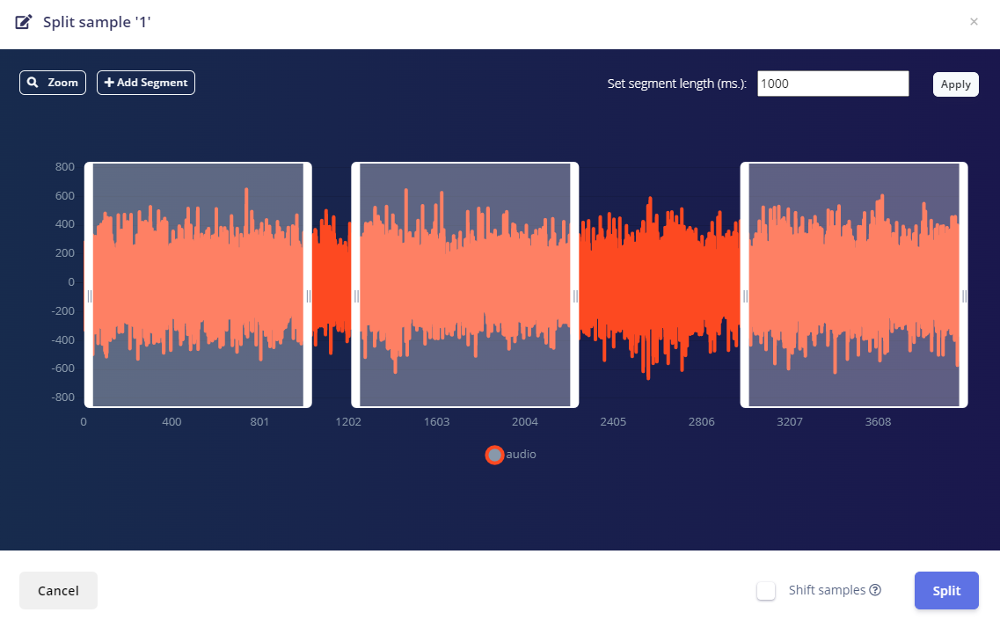 Split sample '1'
×
Zoom
Add Segment
Set segment length (ms.):
1000
Apply
800
600
400
200
0
-200
-400
-600
-800
0 400 801 1202 1603 2004 2405 2806 3207 3608
audio
Cancel
Shift samples
Split